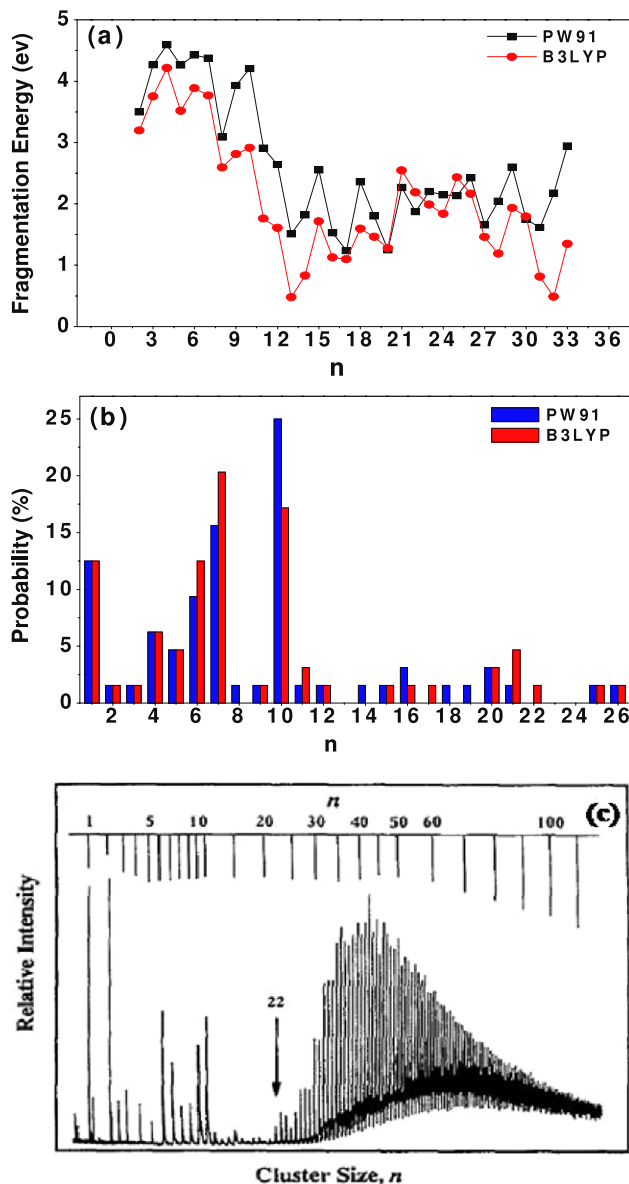 (a)
PW91
B3LYP
Fragmentation Energy (ev)
5
4
3
2
1
0
0 3 6 9 12 15 18 21 24 27 30 33 36
n
(b)
PW91
B3LYP
Probability (%)
25
20
15
10
5
0
2 4 6 8 10 12 14 16 18 20 22 24 26
n
n
(c)
1 5 10 20 30 40 50 60 100
Relative Intensity
22
Cluster Size, n